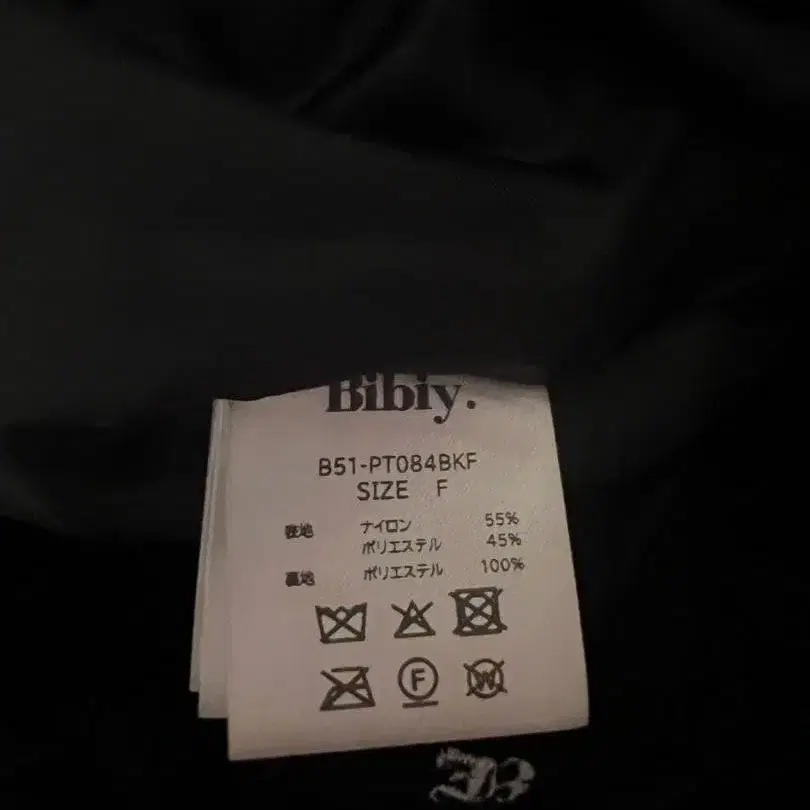 Bibiy.
B51-PT084BKF
SIZE F
表地 ナイロン 55%
ポリエステル 45%
裏地 ポリエステル 100%
F
W